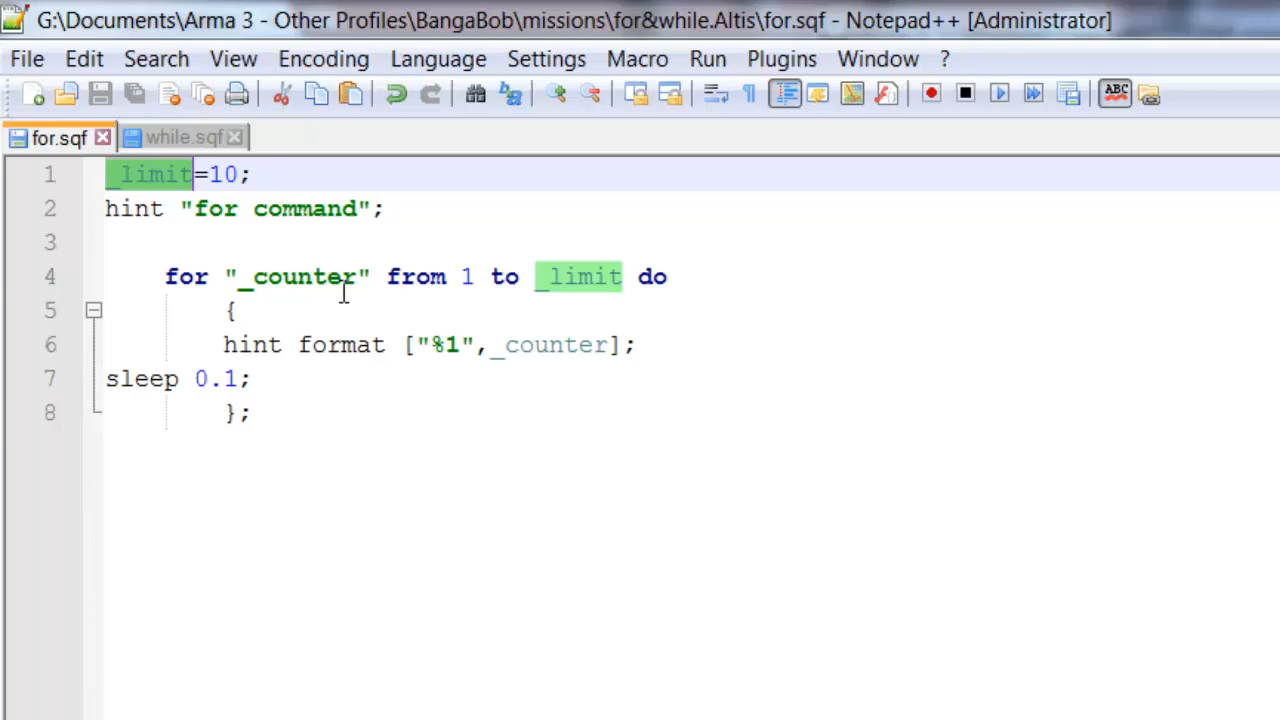 G:\Documents\Arma 3 - Other Profiles\BangaBob\missions\for&while.Altis\for.sqf - Notepad++ [Administrator]
File Edit Search View Encoding Language Settings Macro Run Plugins Window ?
ABC
for.sqf while.sqf
1 _limit=10;
2 hint "for command";
3
4 for "_counter" from 1 to _limit do
5 {
6 hint format ["%1",_counter];
7 sleep 0.1;
8 };